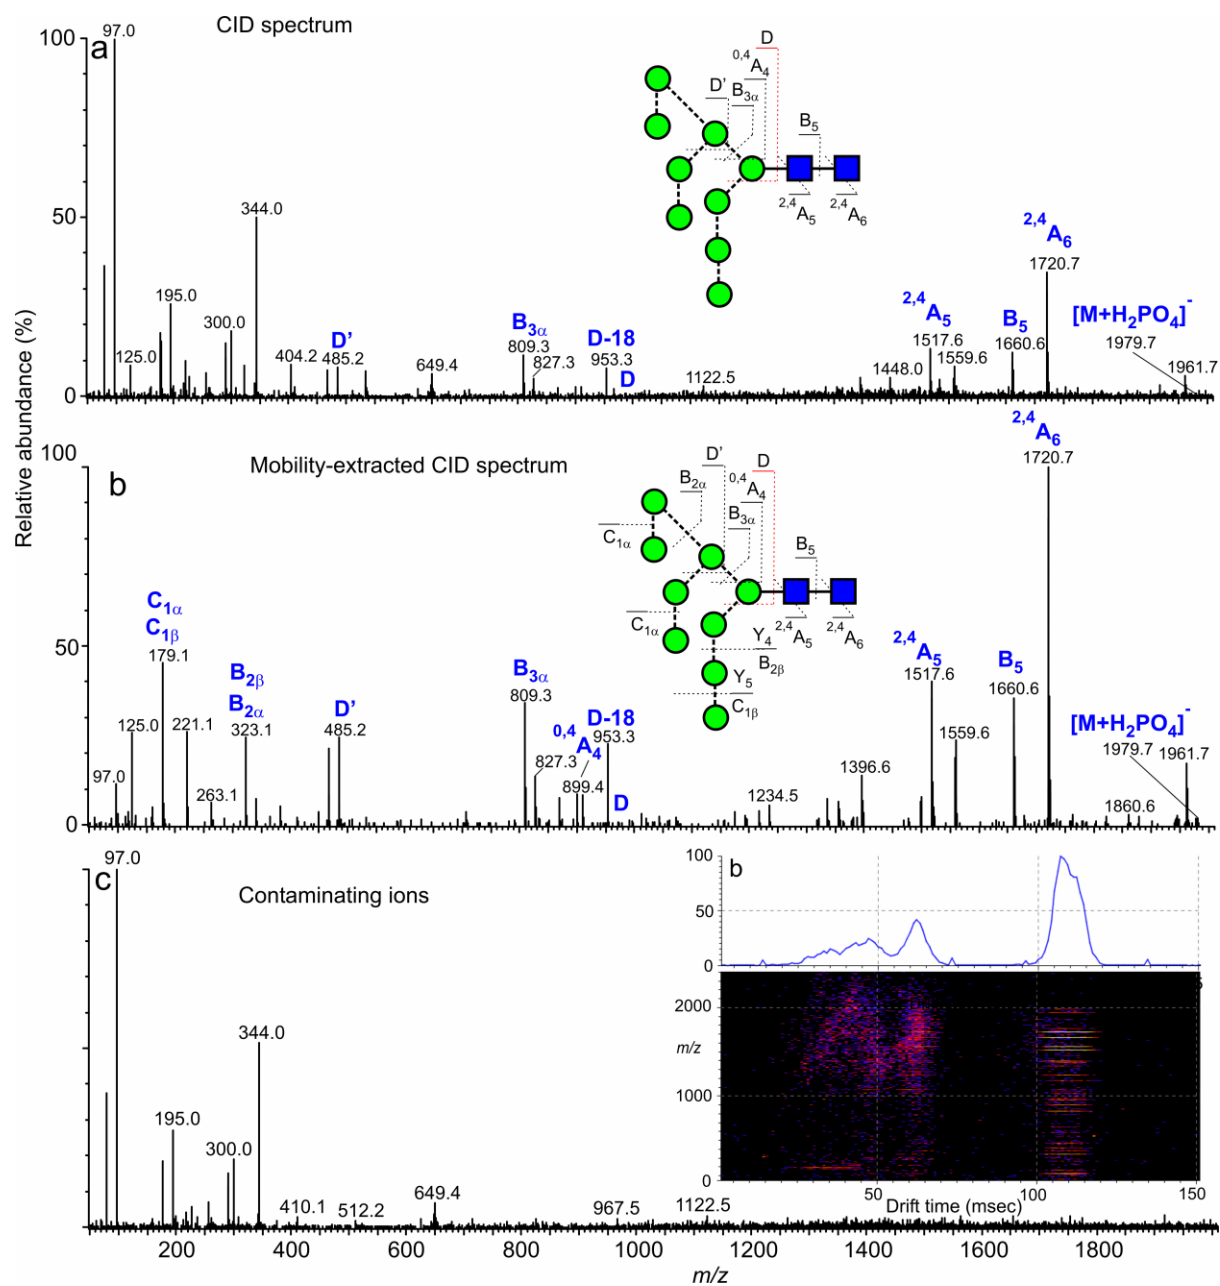 CID spectrum
a
97.0
100
50
0
125.0
195.0
300.0
344.0
404.2
D'
485.2
649.4
B3α
809.3
827.3
D-18
953.3
D
1122.5
1448.0
2,4A5
1517.6
1559.6
B5
1660.6
2,4A6
1720.7
[M+H2PO4]-
1979.7
1961.7
D
0,4A4
D'
B3α
B5
2,4A5
2,4A6
Relative abundance (%)
Mobility-extracted CID spectrum
b
100
50
0
97.0
125.0
C1α
C1β
179.1
221.1
263.1
B2β
B2α
323.1
D'
485.2
B3α
809.3
827.3
0,4A4
899.4
D-18
953.3
D
1234.5
1396.6
2,4A5
1517.6
1559.6
B5
1660.6
2,4A6
1720.7
[M+H2PO4]-
1979.7
1961.7
1860.6
D'
D
B2α
0,4A4
B3α
C1α
B5
C1α
Y4
B2β
2,4A5
2,4A6
Y5
C1β
c
Contaminating ions
97.0
195.0
300.0
344.0
410.1
512.2
649.4
967.5
1122.5
b
100
50
0
2000
m/z
1000
0
50
100
150
Drift time (msec)
200
400
600
800
1000
1200
1400
1600
1800
m/z